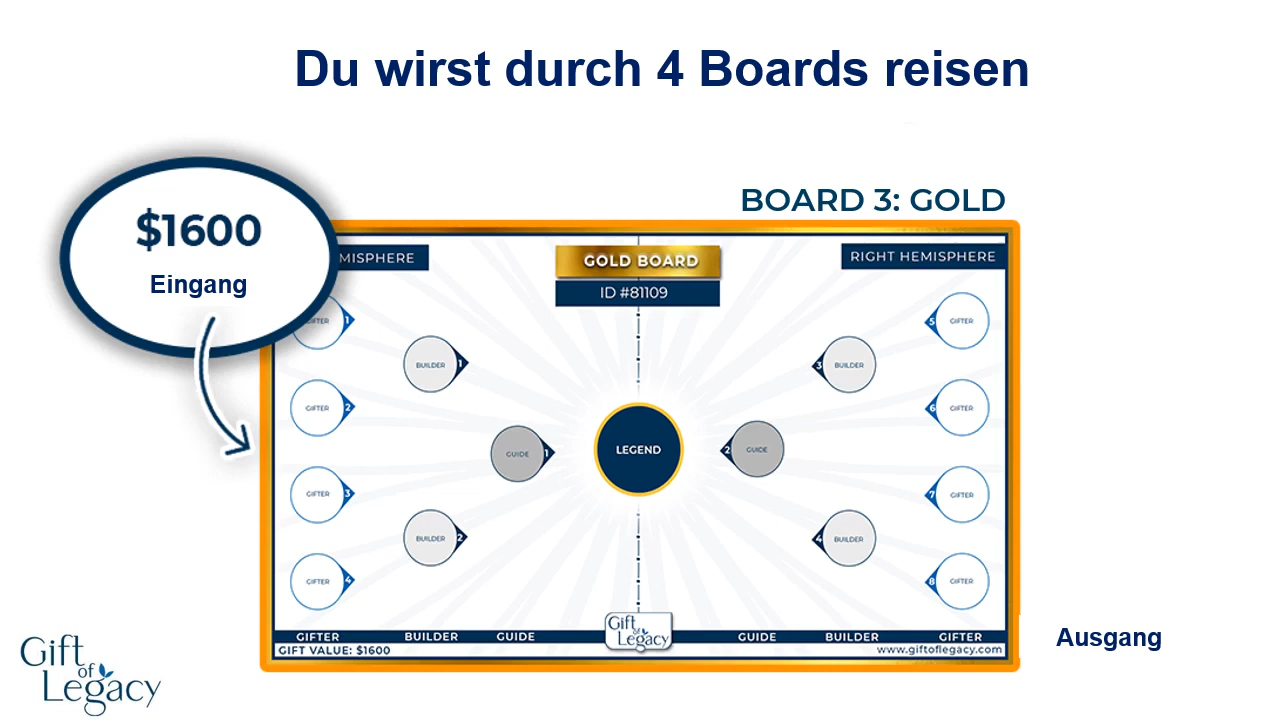 Du wirst durch 4 Boards reisen
BOARD 3: GOLD
$1600
Eingang
MISPHERE
GOLD BOARD
ID #81109
RIGHT HEMISPHERE
GIFTER 1
BUILDER 1
GIFTER 2
GUIDE 1
GIFTER 3
BUILDER 2
GIFTER 4
LEGEND
5 GIFTER
3 BUILDER
6 GIFTER
2 GUIDE
7 GIFTER
4 BUILDER
8 GIFTER
GIFTER BUILDER GUIDE
Gift of Legacy
GUIDE BUILDER GIFTER
GIFT VALUE: $1600
www.giftoflegacy.com
Ausgang
Gift
of
Legacy